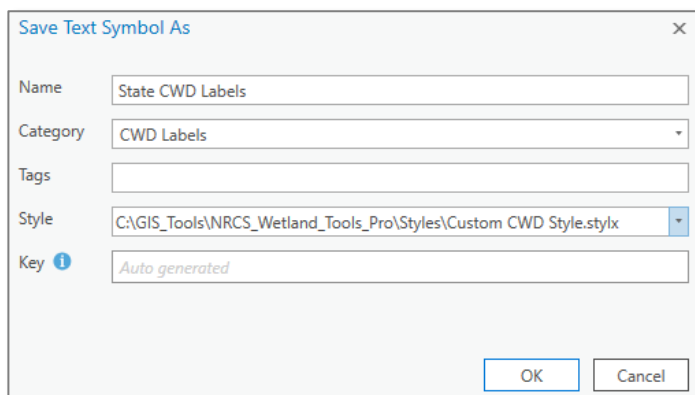 Save Text Symbol As
Name State CWD Labels
Category CWD Labels
Tags
Style C:\GIS_Tools\NRCS_Wetland_Tools_Pro\Styles\Custom CWD Style.stylx
Key Auto generated
OK Cancel